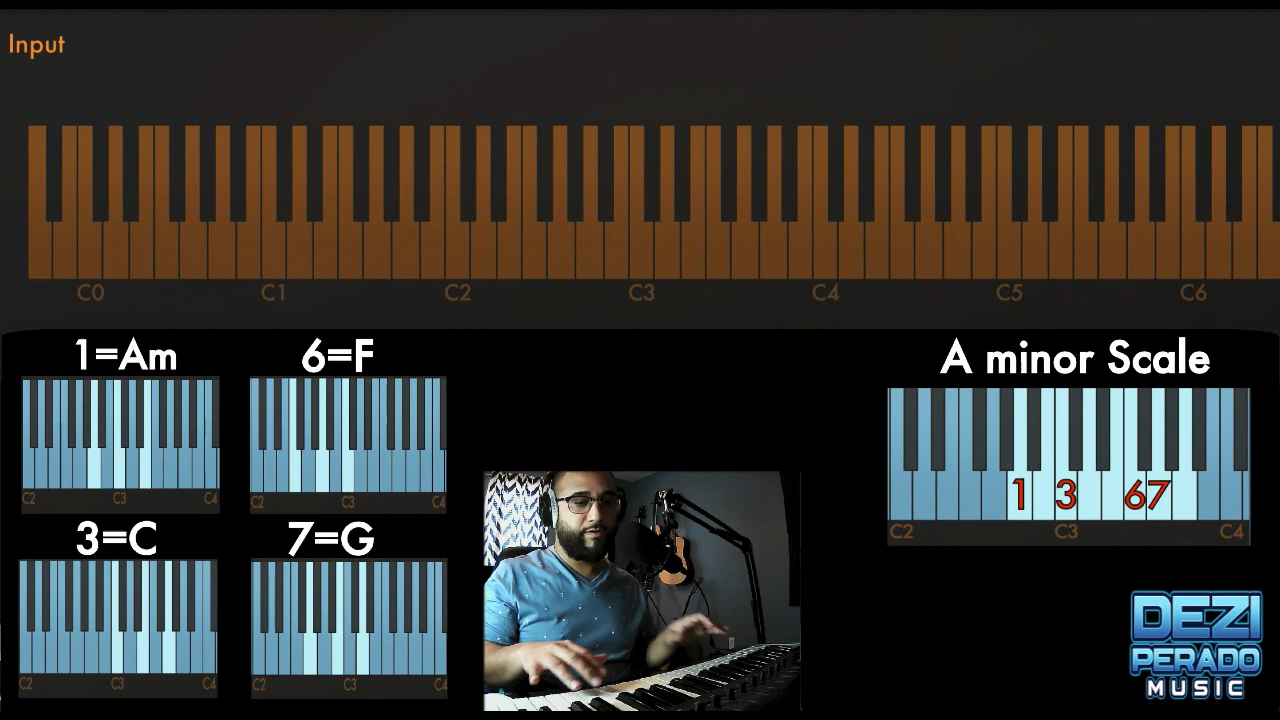 Input
C0 C1 C2 C3 C4 C5 C6
1=Am 6=F
C2 C3 C4 C2 C3 C4
3=C 7=G
C2 C3 C4 C2 C3 C4
A minor Scale
1 3 67
C2 C3 C4
DEZI
PERADO
MUSIC